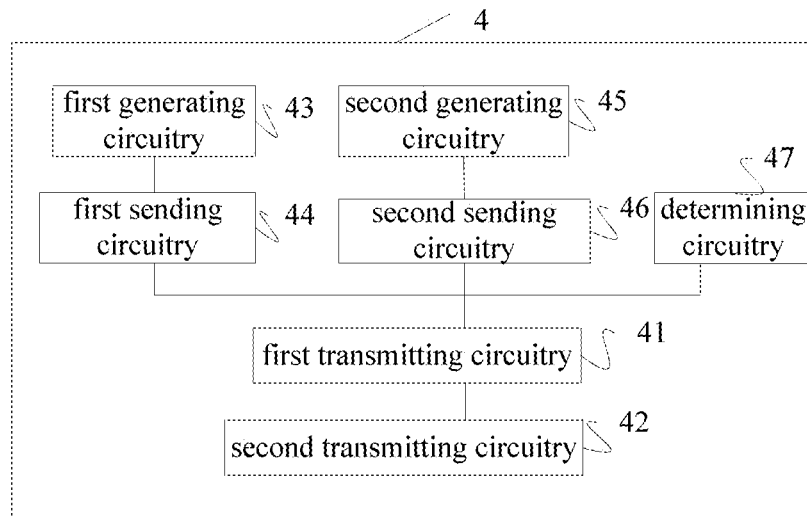 4
first generating
circuitry
43
second generating
circuitry
45
first sending
circuitry
44
second sending
circuitry
46
determining
circuitry
47
first transmitting circuitry
41
second transmitting circuitry
42